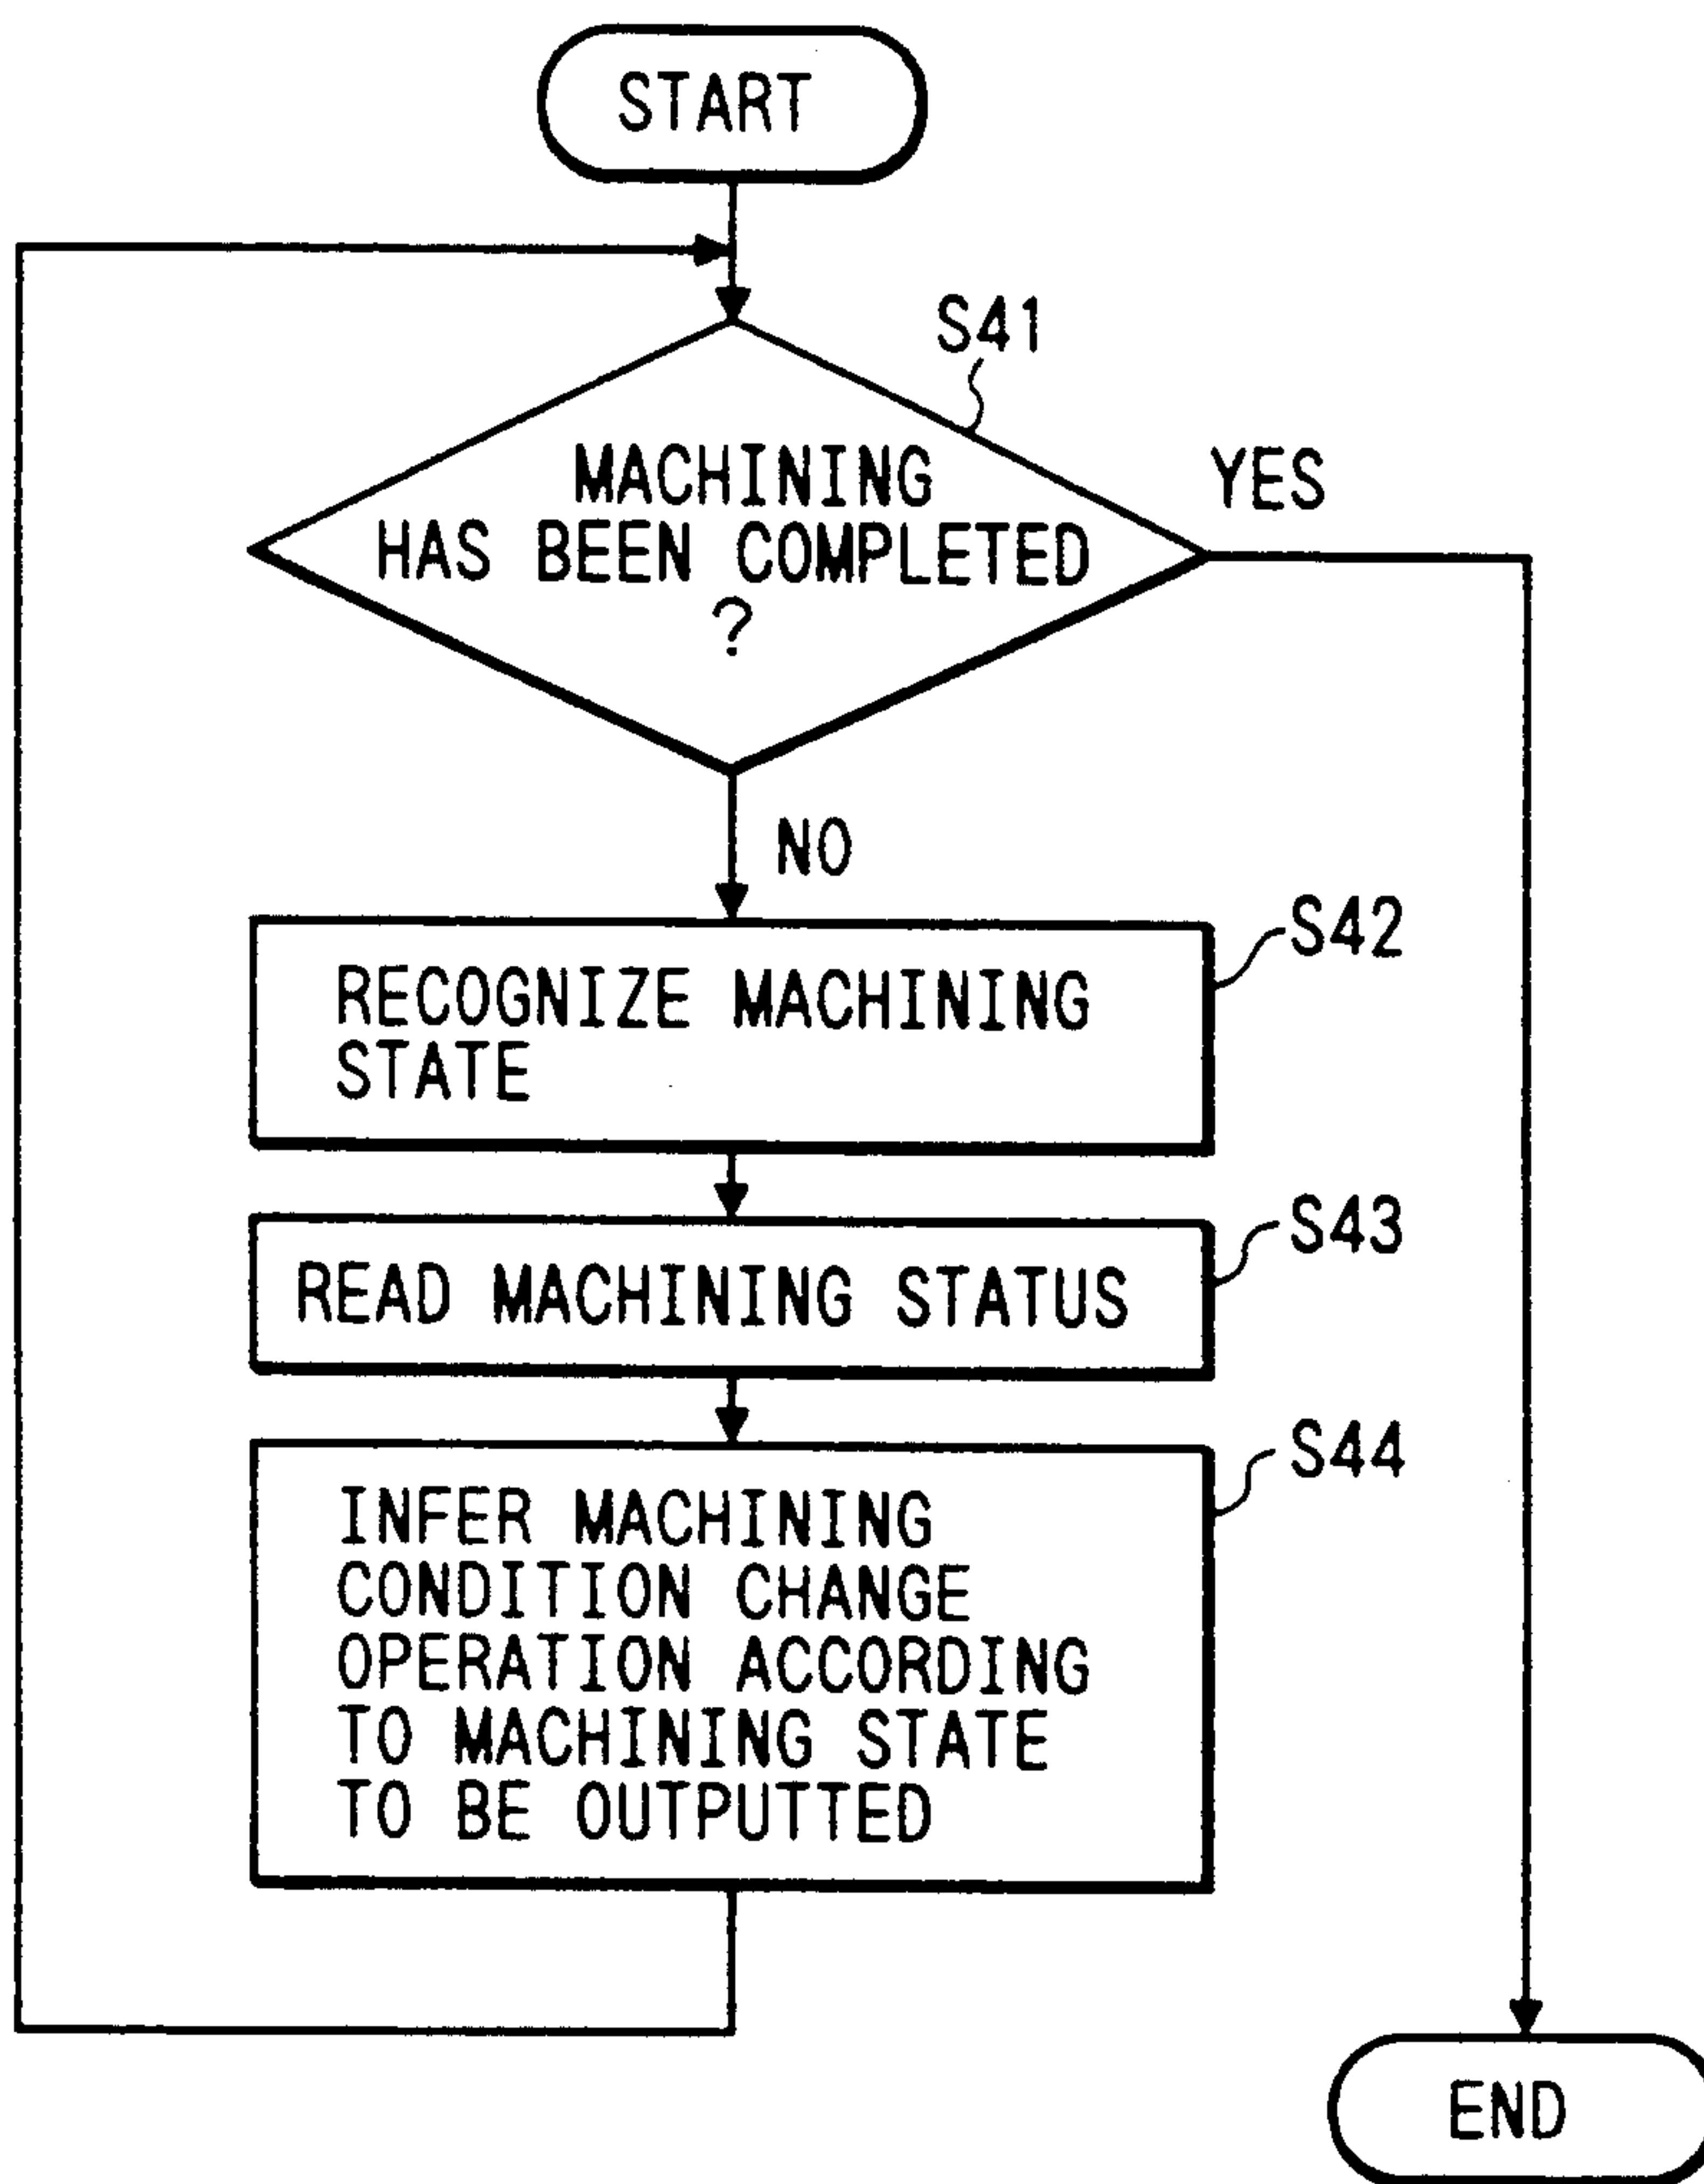 START
S41
MACHINING
HAS BEEN COMPLETED
?
YES
NO
S42
RECOGNIZE MACHINING
STATE
S43
READ MACHINING STATUS
S44
INFER MACHINING
CONDITION CHANGE
OPERATION ACCORDING
TO MACHINING STATE
TO BE OUTPUTTED
END